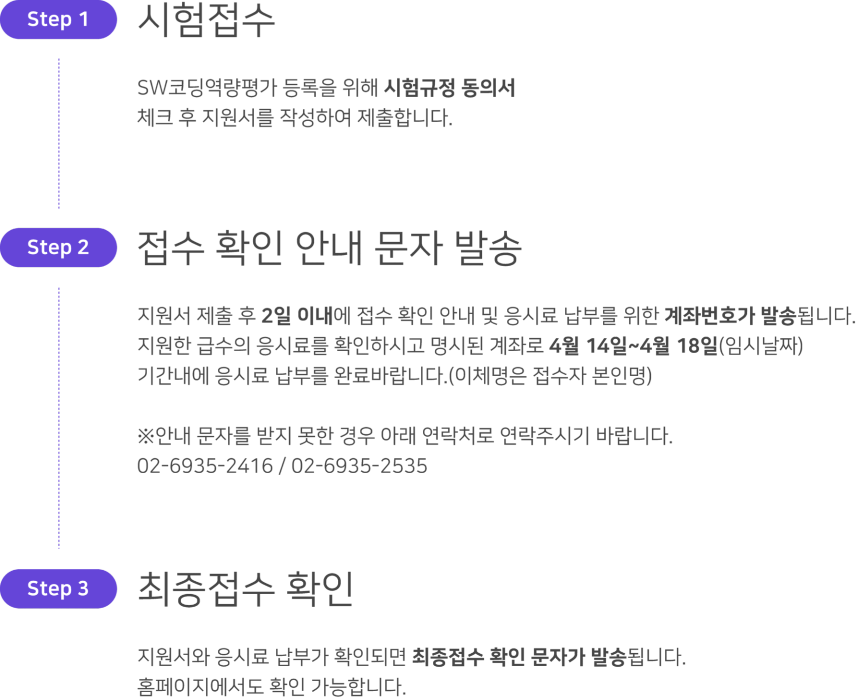 Step 1
시험접수
SW코딩역량평가 등록을 위해 시험규정 동의서
체크 후 지원서를 작성하여 제출합니다.
Step 2
접수 확인 안내 문자 발송
지원서 제출 후 2일 이내에 접수 확인 안내 및 응시료 납부를 위한 계좌번호가 발송됩니다.
지원한 급수의 응시료를 확인하시고 명시된 계좌로 4월 14일~4월 18일(임시날짜)
기간내에 응시료 납부를 완료바랍니다.(이체명은 접수자 본인명)
※안내 문자를 받지 못한 경우 아래 연락처로 연락주시기 바랍니다.
02-6935-2416 / 02-6935-2535
Step 3
최종접수 확인
지원서와 응시료 납부가 확인되면 최종접수 확인 문자가 발송됩니다.
홈페이지에서도 확인 가능합니다.